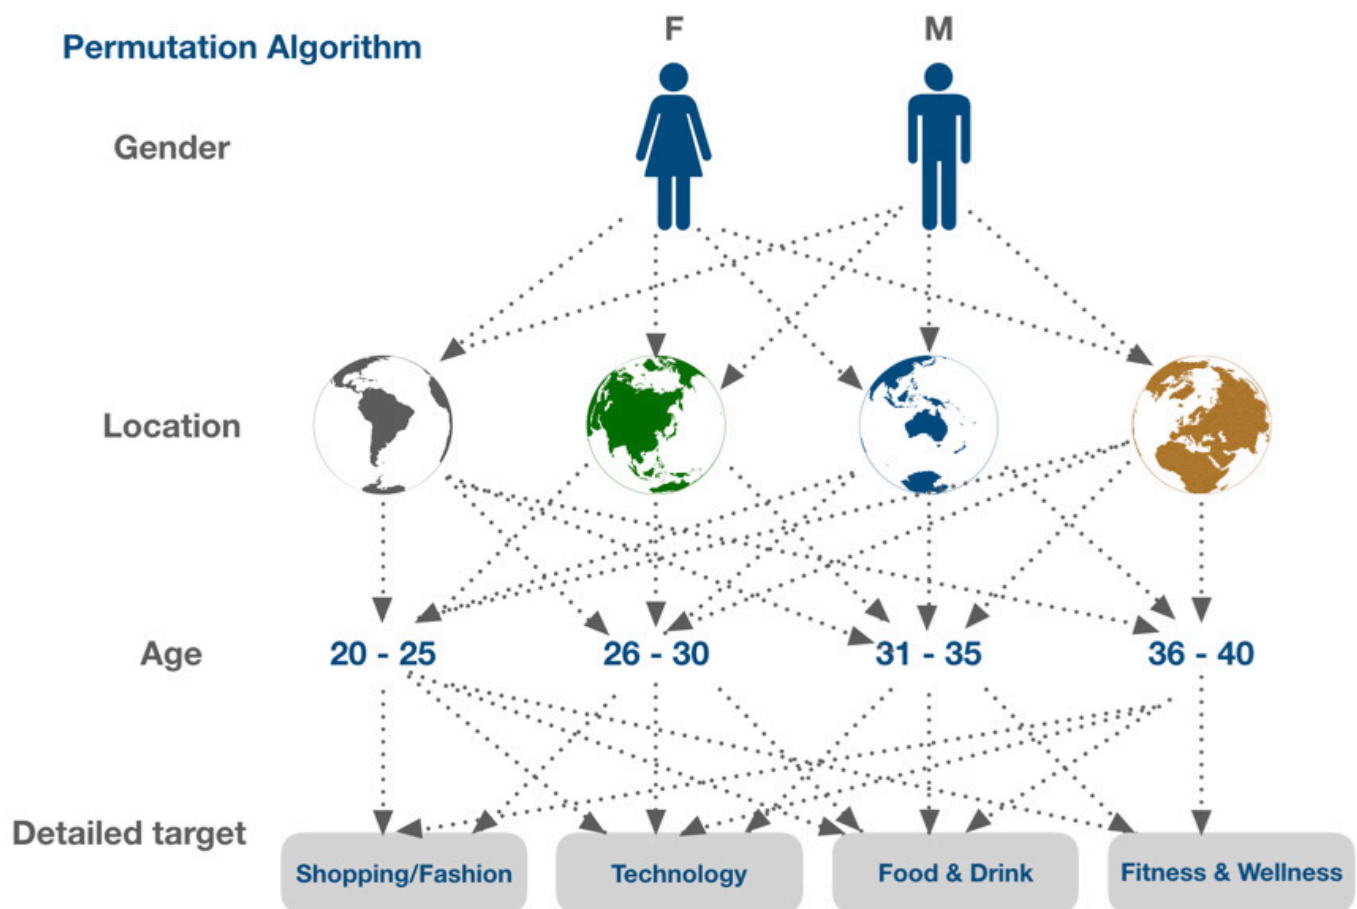 F M
Permutation Algorithm
Gender
Location
Age 20 - 25 26 - 30 31 - 35 36 - 40
Detailed target
Shopping/Fashion Technology Food & Drink Fitness & Wellness